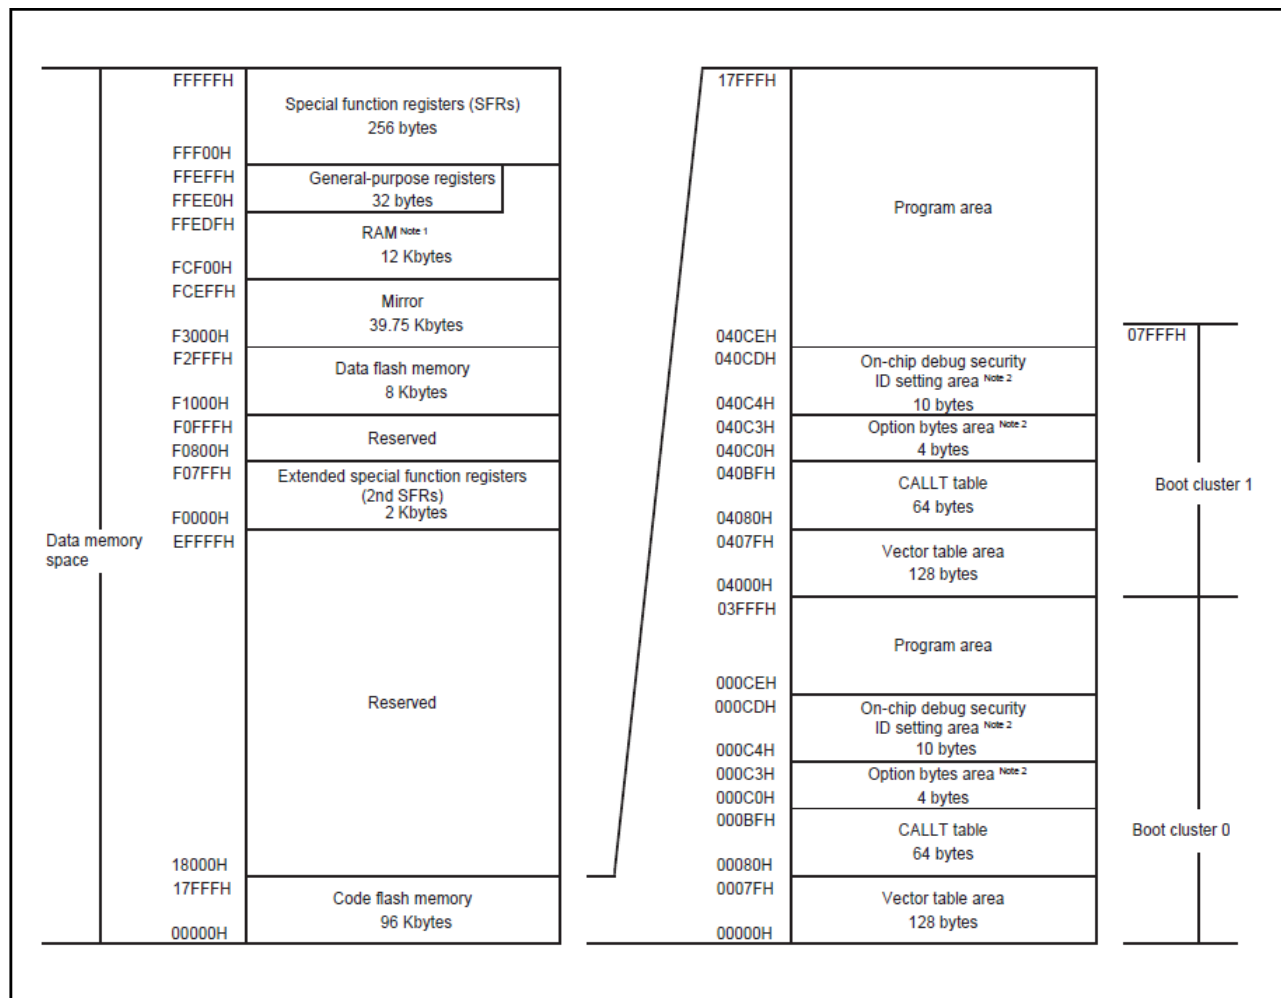 FFFFFH
Special function registers (SFRs)
256 bytes
FFF00H
FFEFFH
General-purpose registers
32 bytes
FFEE0H
FFEDFH
RAM Note 1
12 Kbytes
FCF00H
FCEFFH
Mirror
39.75 Kbytes
F3000H
F2FFFH
Data flash memory
8 Kbytes
F1000H
F0FFFH
Reserved
F0800H
F07FFH
Extended special function registers
(2nd SFRs)
2 Kbytes
F0000H
EFFFFH
Data memory
space
Reserved
18000H
17FFFH
Code flash memory
96 Kbytes
00000H
17FFFH
Program area
040CEH
040CDH
On-chip debug security
ID setting area Note 2
10 bytes
040C4H
040C3H
Option bytes area Note 2
4 bytes
040C0H
040BFH
CALLT table
64 bytes
04080H
0407FH
Vector table area
128 bytes
04000H
03FFFH
Program area
000CEH
000CDH
On-chip debug security
ID setting area Note 2
10 bytes
000C4H
000C3H
Option bytes area Note 2
4 bytes
000C0H
000BFH
CALLT table
64 bytes
00080H
0007FH
Vector table area
128 bytes
00000H
07FFFH
Boot cluster 1
Boot cluster 0